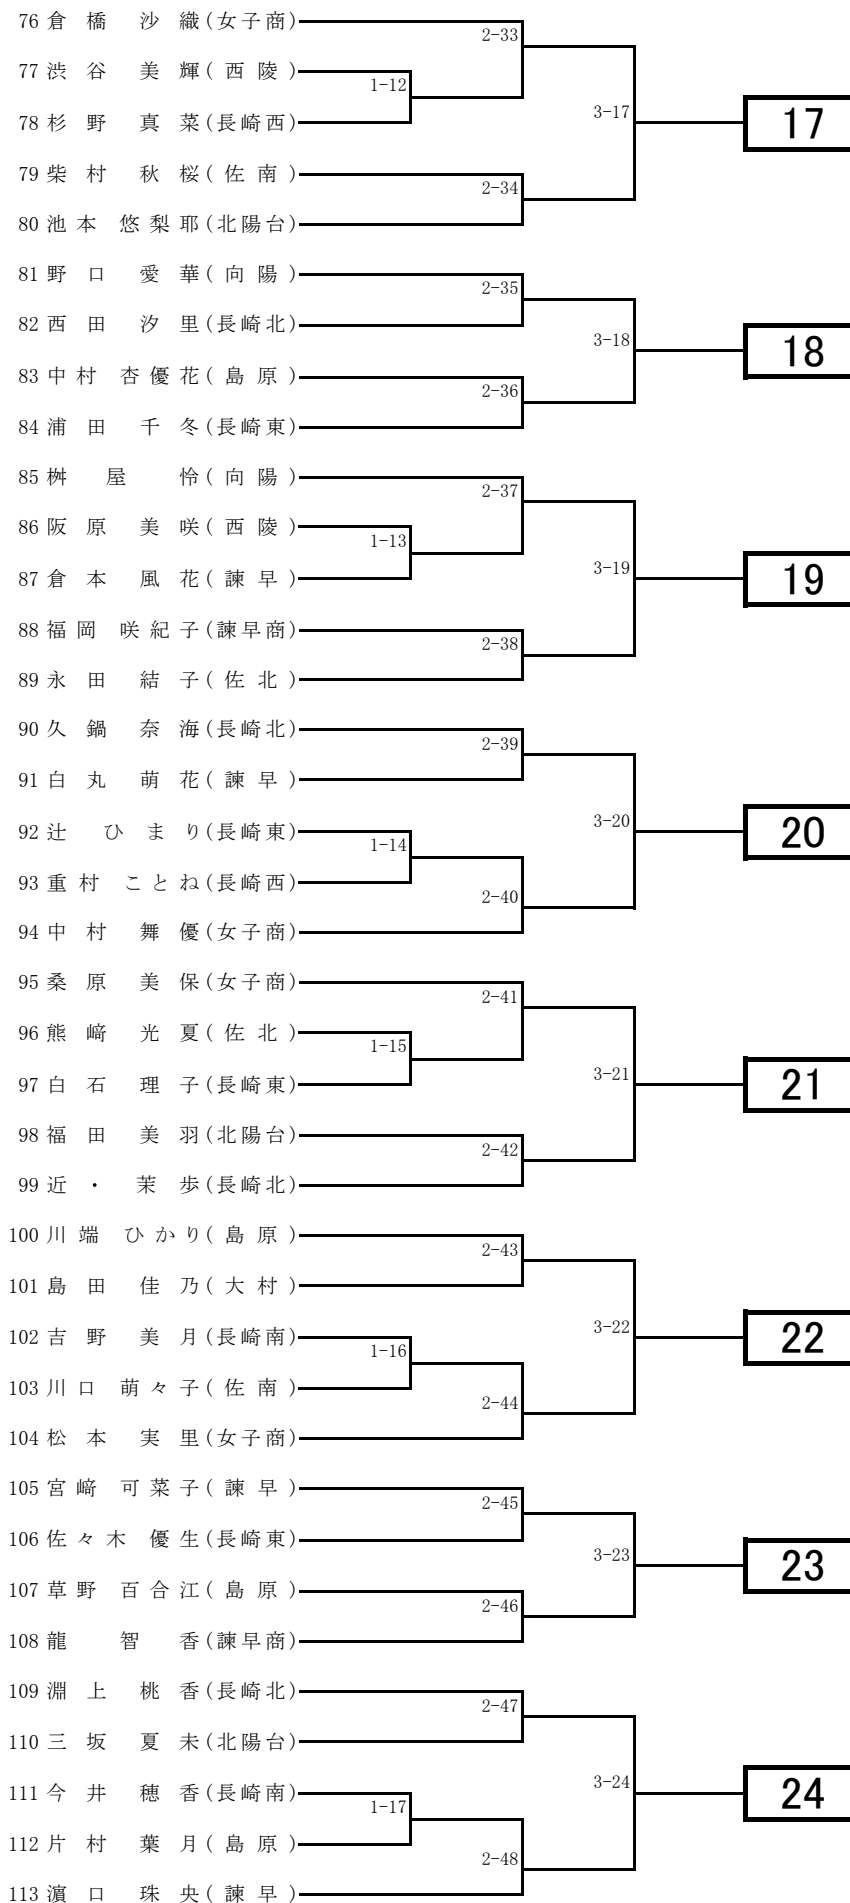 76 倉橋 沙織(女子商)
2-33
77 渋谷 美輝(西陵)
1-12
3-17
17
78 杉野 真菜(長崎西)
79 柴村 秋桜(佐南)
2-34
80 池本 悠梨耶(北陽台)
81 野口 愛華(向陽)
2-35
82 西田 汐里(長崎北)
3-18
18
83 中村 杏優花(島原)
2-36
84 浦田 千冬(長崎東)
85 桝屋 怜(向陽)
2-37
86 阪原 美咲(西陵)
1-13
3-19
19
87 倉本 風花(諫早)
88 福岡 咲紀子(諫早商)
2-38
89 永田 結子(佐北)
90 久鍋 奈海(長崎北)
2-39
91 白丸 萌花(諫早)
3-20
20
92 辻 ひまり(長崎東)
1-14
93 重村 ことね(長崎西)
2-40
94 中村 舞優(女子商)
95 桑原 美保(女子商)
2-41
96 熊﨑 光夏(佐北)
1-15
3-21
21
97 白石 理子(長崎東)
98 福田 美羽(北陽台)
2-42
99 近・ 茉歩(長崎北)
100 川端 ひかり(島原)
2-43
101 島田 佳乃(大村)
3-22
22
102 吉野 美月(長崎南)
1-16
103 川口 萌々子(佐南)
2-44
104 松本 実里(女子商)
105 宮﨑 可菜子(諫早)
2-45
106 佐々木 優生(長崎東)
3-23
23
107 草野 百合江(島原)
2-46
108 龍 智香(諫早商)
109 淵上 桃香(長崎北)
2-47
110 三坂 夏未(北陽台)
3-24
24
111 今井 穂香(長崎南)
1-17
112 片村 葉月(島原)
2-48
113 濵口 珠央(諫早)